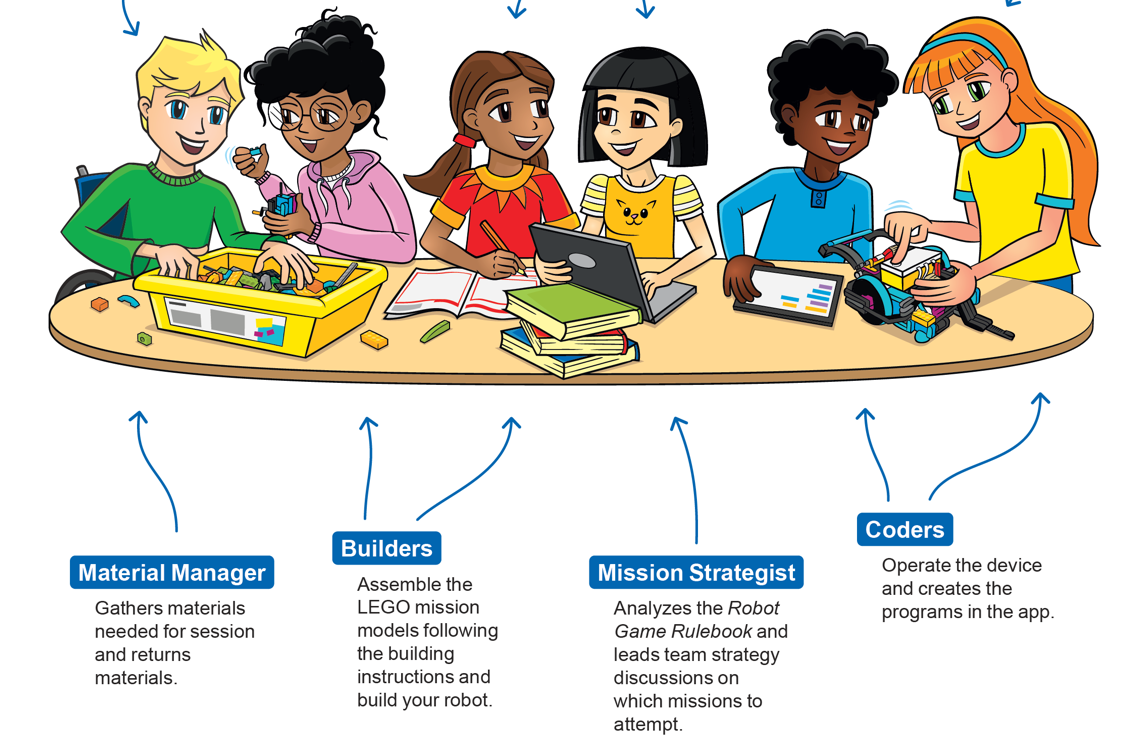 Material Manager
Gathers materials
needed for session
and returns
materials.
Builders
Assemble the
LEGO mission
models following
the building
instructions and
build your robot.
Mission Strategist
Analyzes the Robot
Game Rulebook and
leads team strategy
discussions on
which missions to
attempt.
Coders
Operate the device
and creates the
programs in the app.